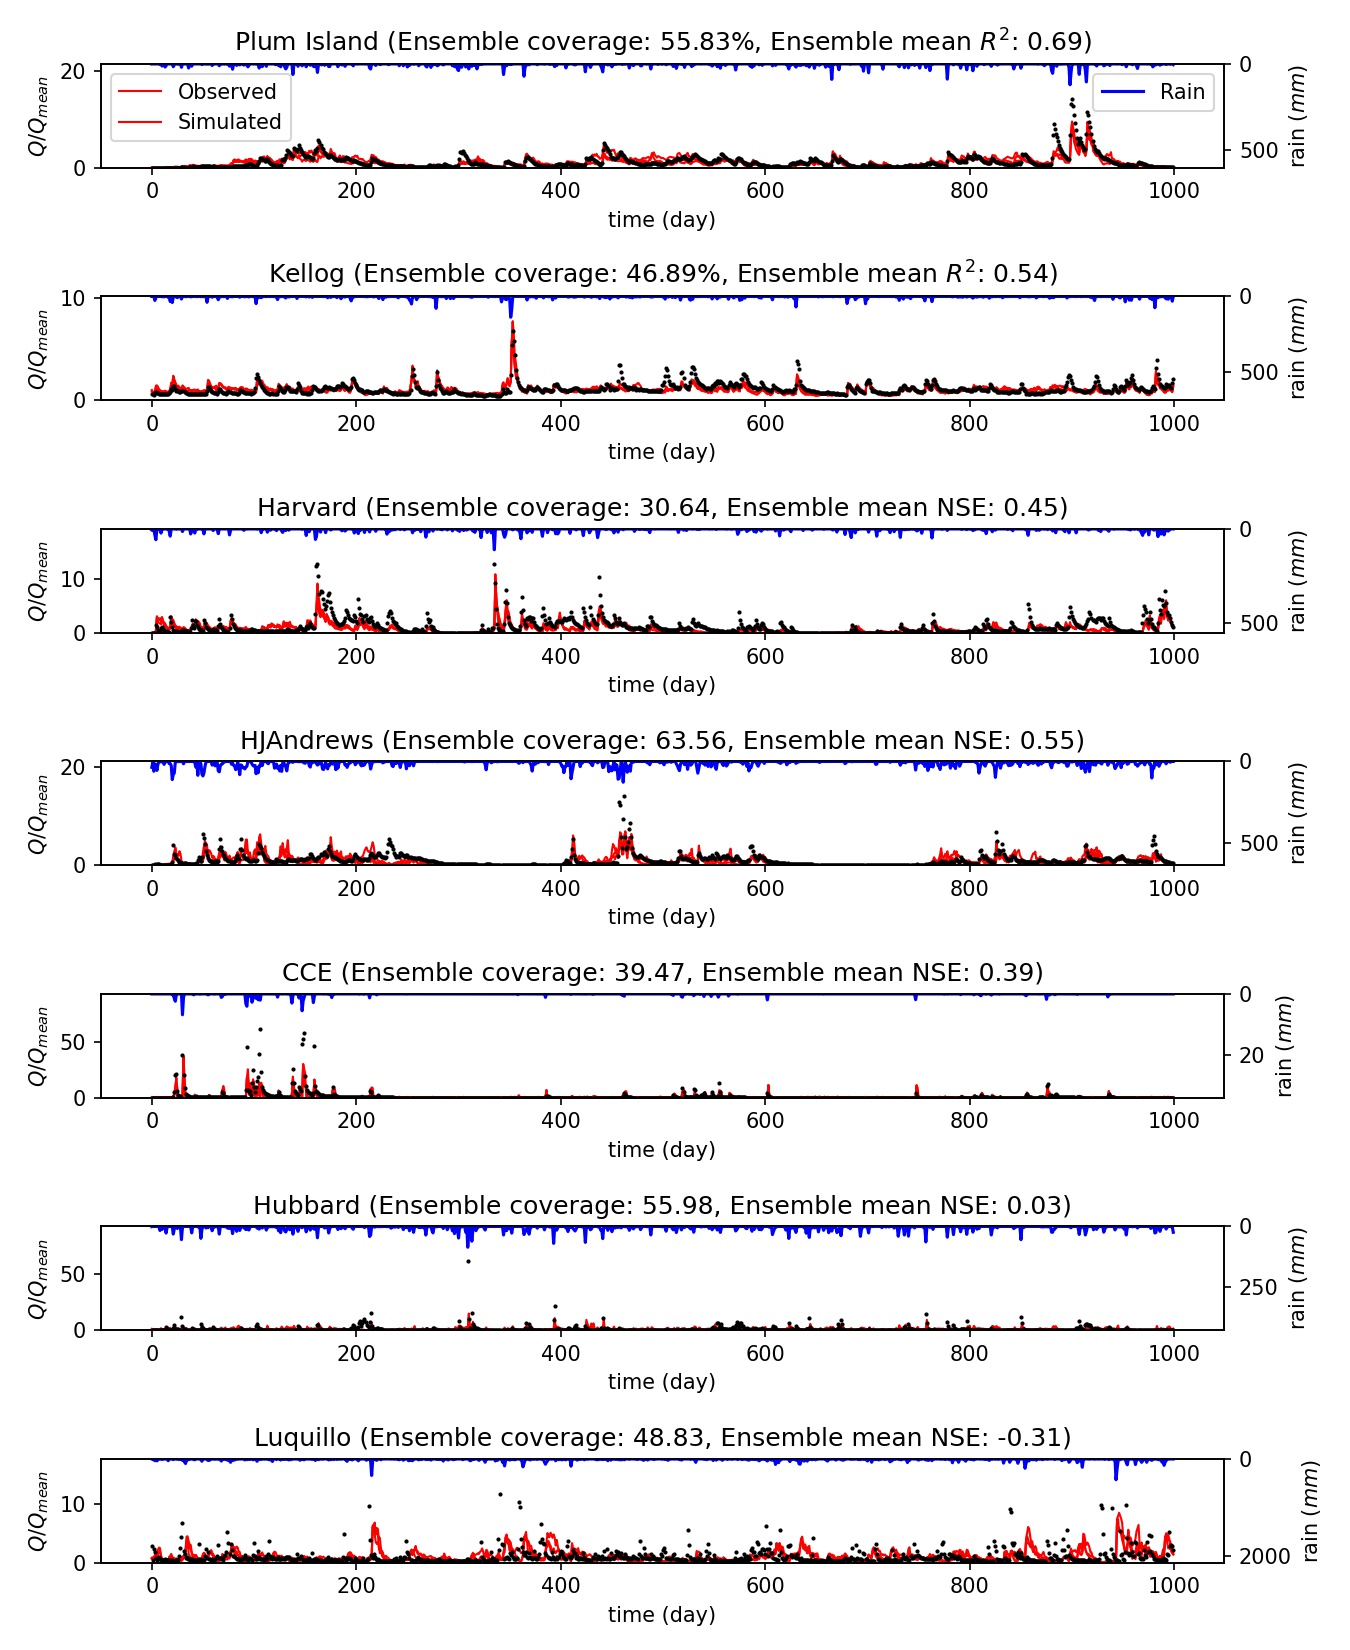 Plum Island (Ensemble coverage: 55.83%, Ensemble mean R²: 0.69)
Q/Q_mean
20
0
Observed
Simulated
Rain
0
500
rain (mm)
0 200 400 600 800 1000
time (day)
Kellog (Ensemble coverage: 46.89%, Ensemble mean R²: 0.54)
Q/Q_mean
10
0
0
500
rain (mm)
0 200 400 600 800 1000
time (day)
Harvard (Ensemble coverage: 30.64, Ensemble mean NSE: 0.45)
Q/Q_mean
10
0
0
500
rain (mm)
0 200 400 600 800 1000
time (day)
HJAndrews (Ensemble coverage: 63.56, Ensemble mean NSE: 0.55)
Q/Q_mean
20
0
0
500
rain (mm)
0 200 400 600 800 1000
time (day)
CCE (Ensemble coverage: 39.47, Ensemble mean NSE: 0.39)
Q/Q_mean
50
0
0
20
rain (mm)
0 200 400 600 800 1000
time (day)
Hubbard (Ensemble coverage: 55.98, Ensemble mean NSE: 0.03)
Q/Q_mean
50
0
0
250
rain (mm)
0 200 400 600 800 1000
time (day)
Luquillo (Ensemble coverage: 48.83, Ensemble mean NSE: -0.31)
Q/Q_mean
10
0
0
2000
rain (mm)
0 200 400 600 800 1000
time (day)